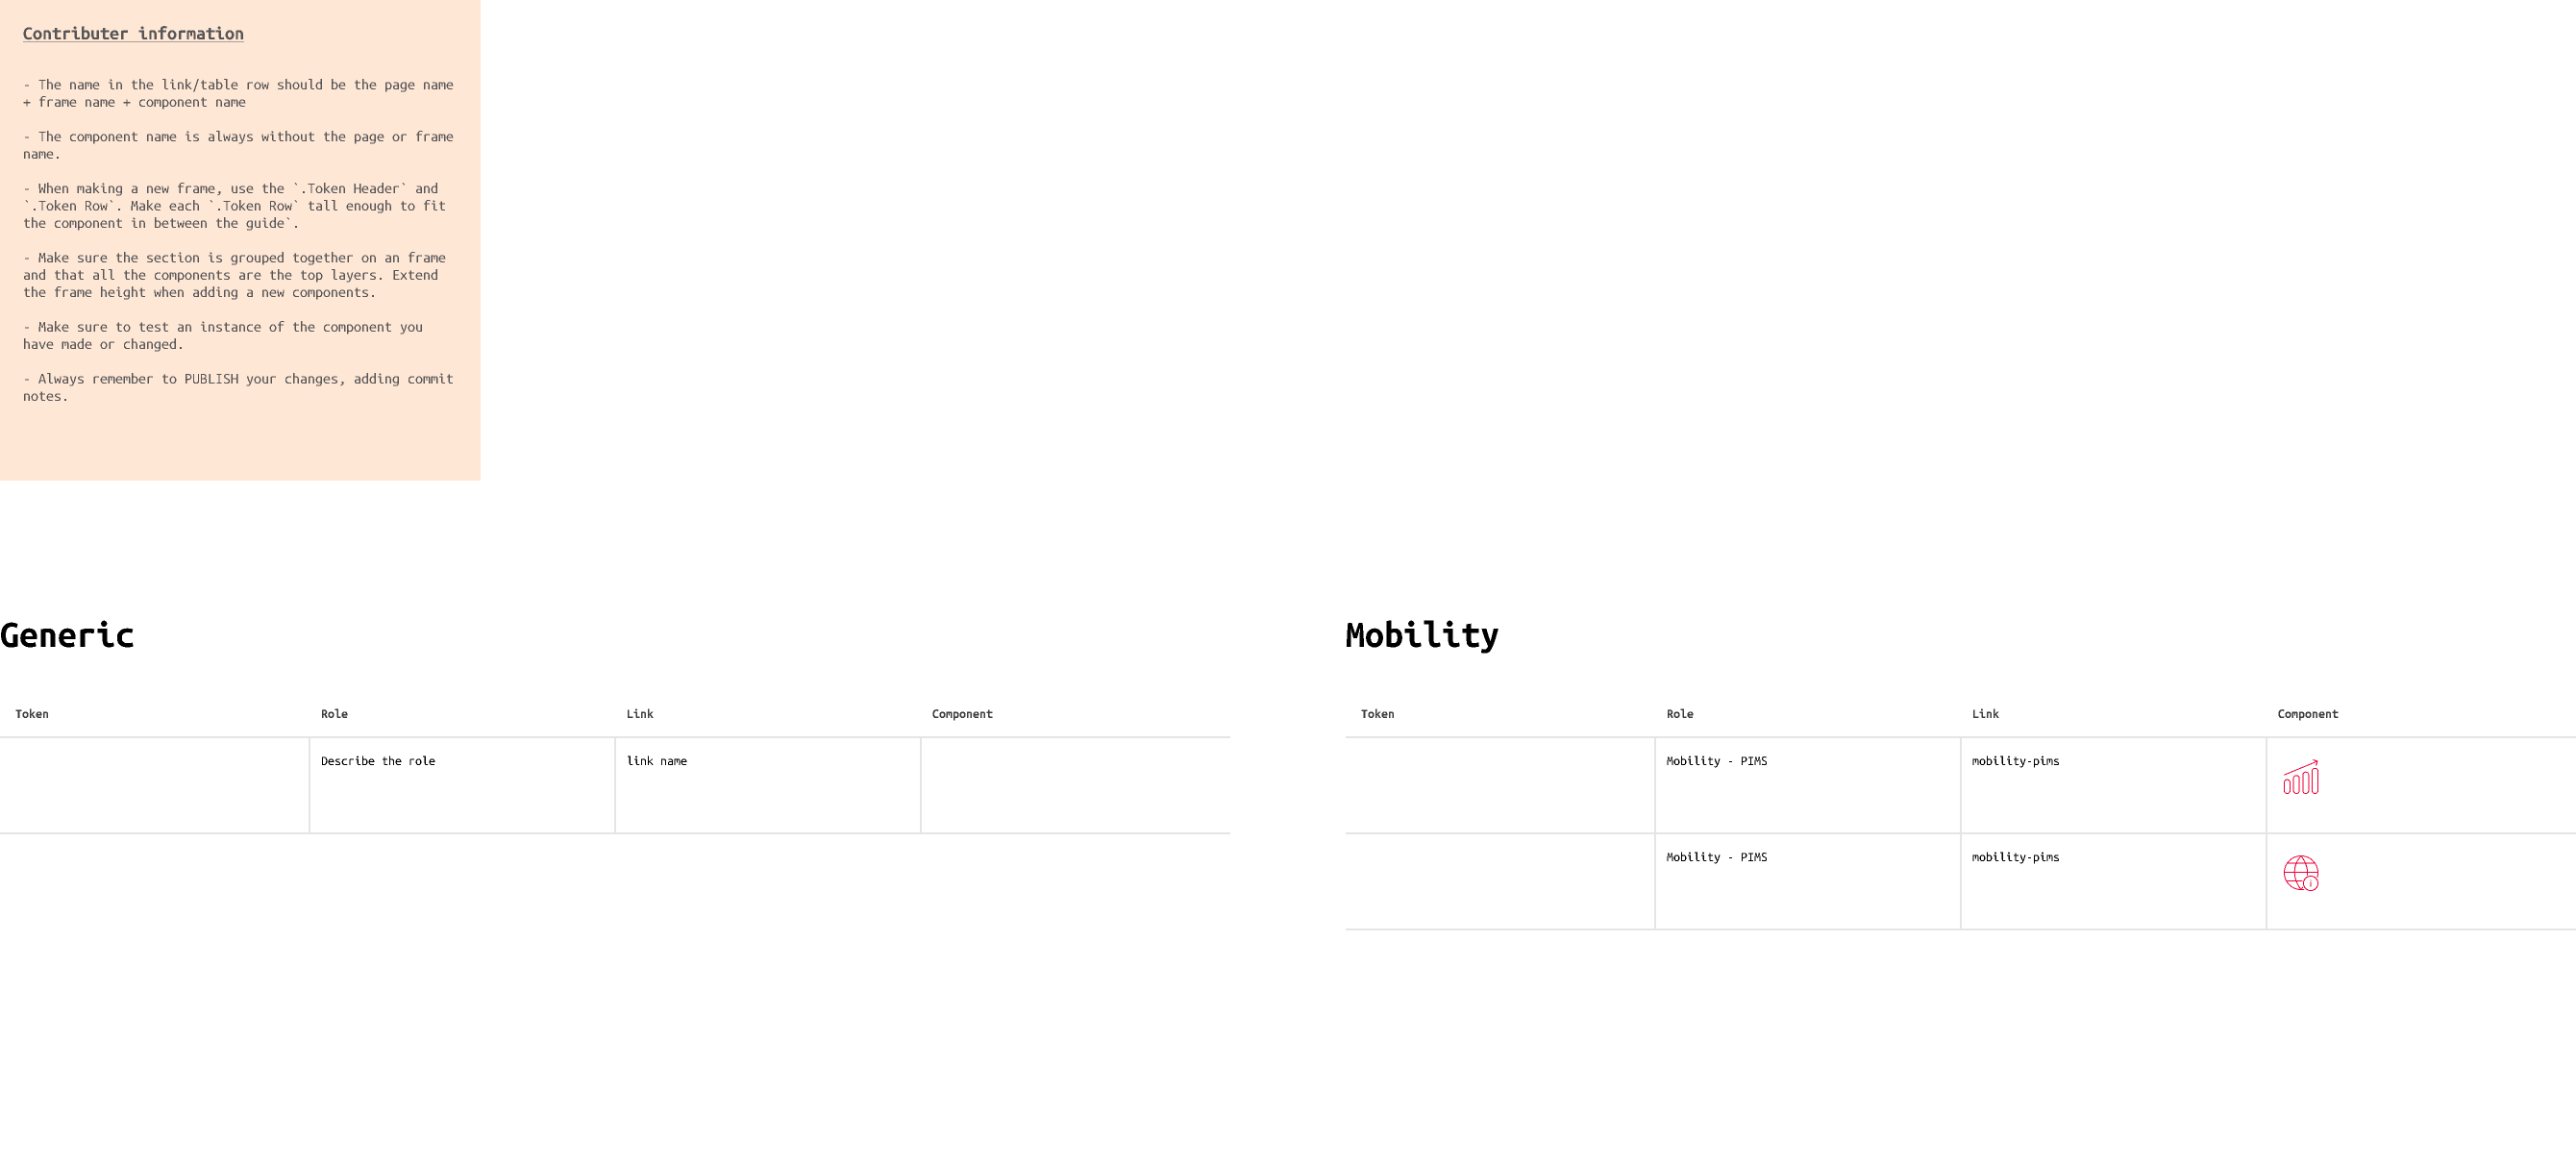 Contributer information
- The name in the link/table row should be the page name
+ frame name + component name
- The component name is always without the page or frame
name.
- When making a new frame, use the `.Token Header` and
`.Token Row`. Make each `.Token Row` tall enough to fit
the component in between the guide`.
- Make sure the section is grouped together on an frame
and that all the components are the top layers. Extend
the frame height when adding a new components.
- Make sure to test an instance of the component you
have made or changed.
- Always remember to PUBLISH your changes, adding commit
notes.
Generic
Token Role Link Component
Describe the role link name
Mobility
Token Role Link Component
Mobility - PIMS mobility-pims
Mobility - PIMS mobility-pims